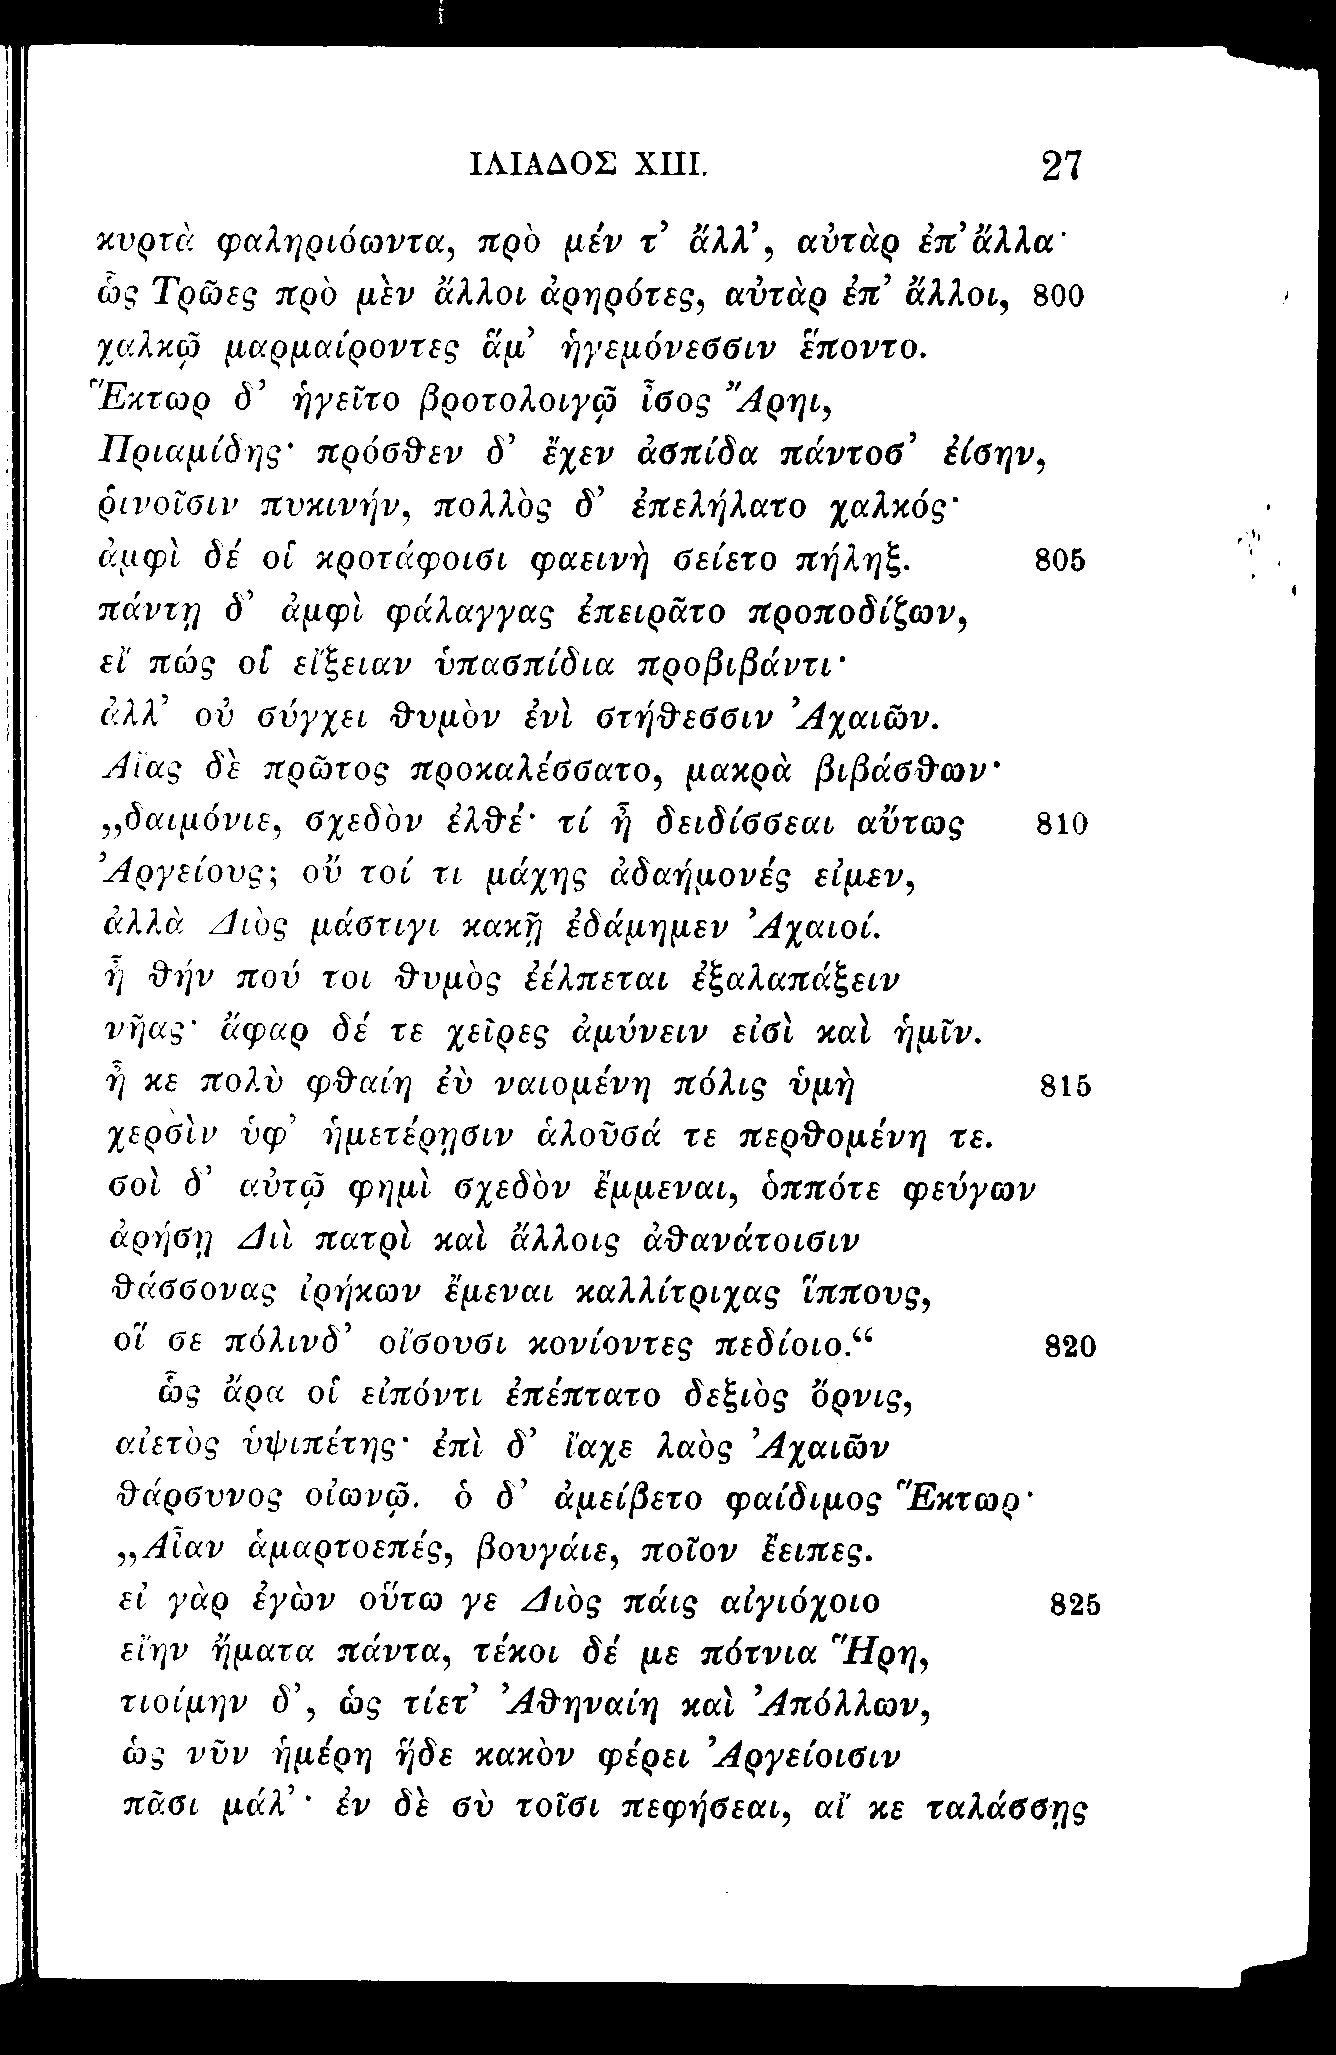 ΙΛΙΑΔΟΣ XIII. 27
κυρτὰ φαληριόωντα, πρὸ μέν τ’ ἄλλ’, αὐτὰρ ἐπ’ ἄλλα·
ὣς Τρῶες πρὸ μὲν ἄλλοι ἀρηρότες, αὐτὰρ ἐπ’ ἄλλοι, 800
χαλκῷ μαρμαίροντες ἅμ’ ἡγεμόνεσσιν ἕποντο.
Ἕκτωρ δ’ ἡγεῖτο βροτολοιγῷ ἶσος Ἄρηι,
Πριαμίδης· πρόσθεν δ’ ἔχεν ἀσπίδα πάντοσ’ ἐίσην,
ῥινοῖσιν πυκινήν, πολλὸς δ’ ἐπελήλατο χαλκός·
ἀμφὶ δέ οἱ κροτάφοισι φαεινὴ σείετο πήληξ. 805
πάντῃ δ’ ἀμφὶ φάλαγγας ἐπειρᾶτο προποδίζων,
εἴ πώς οἱ εἴξειαν ὑπασπίδια προβιβάντι·
ἀλλ’ οὐ σύγχει θυμὸν ἐνὶ στήθεσσιν Ἀχαιῶν.
Αἴας δὲ πρῶτος προκαλέσσατο, μακρὰ βιβάσθων·
„δαιμόνιε, σχεδὸν ἐλθέ· τί ἦ δειδίσσεαι αὔτως 810
Ἀργείους; οὔ τοί τι μάχης ἀδαήμονές εἰμεν,
ἀλλὰ Διὸς μάστιγι κακῇ ἐδάμημεν Ἀχαιοί.
ἦ θήν πού τοι θυμὸς ἐέλπεται ἐξαλαπάξειν
νῆας· ἄφαρ δέ τε χεῖρες ἀμύνειν εἰσὶ καὶ ἡμῖν.
ἦ κε πολὺ φθαίη ἐὺ ναιομένη πόλις ὑμὴ 815
χερσὶν ὑφ’ ἡμετέρῃσιν ἁλοῦσά τε περθομένη τε.
σοὶ δ’ αὐτῷ φημὶ σχεδὸν ἔμμεναι, ὁππότε φεύγων
ἀρήσῃ Διὶ πατρὶ καὶ ἄλλοις ἀθανάτοισιν
θάσσονας ἰρήκων ἔμεναι καλλίτριχας ἵππους,
οἵ σε πόλινδ’ οἴσουσι κονίοντες πεδίοιο.“ 820
ὣς ἄρα οἱ εἰπόντι ἐπέπτατο δεξιὸς ὄρνις,
αἰετὸς ὑψιπέτης· ἐπὶ δ’ ἴαχε λαὸς Ἀχαιῶν
θάρσυνος οἰωνῷ. ὁ δ’ ἀμείβετο φαίδιμος Ἕκτωρ·
„Αἶαν ἁμαρτοεπές, βουγάιε, ποῖον ἔειπες.
εἰ γὰρ ἐγὼν οὕτω γε Διὸς πάις αἰγιόχοιο 825
εἴην ἤματα πάντα, τέκοι δέ με πότνια Ἥρη,
τιοίμην δ’, ὡς τίετ’ Ἀθηναίη καὶ Ἀπόλλων,
ὡς νῦν ἡμέρη ἥδε κακὸν φέρει Ἀργείοισιν
πᾶσι μάλ’· ἐν δὲ σὺ τοῖσι πεφήσεαι, αἴ κε ταλάσσῃς